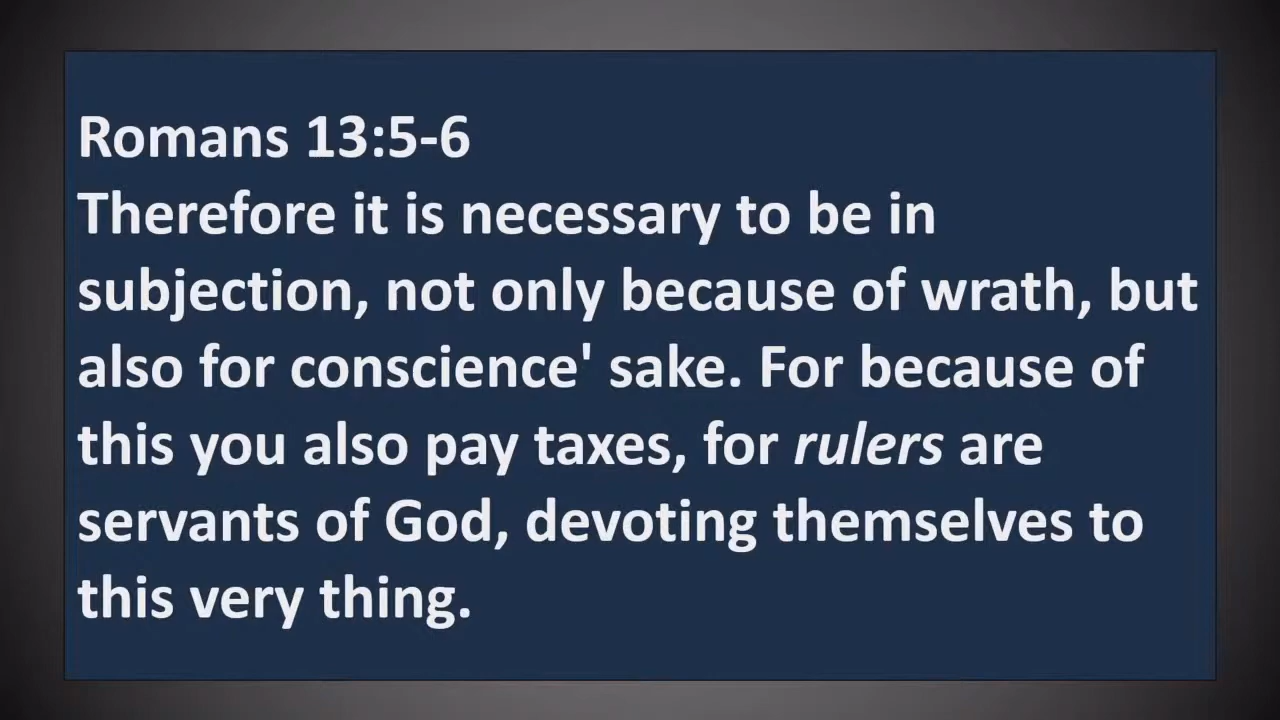 Romans 13:5-6
Therefore it is necessary to be in
subjection, not only because of wrath, but
also for conscience' sake. For because of
this you also pay taxes, for rulers are
servants of God, devoting themselves to
this very thing.